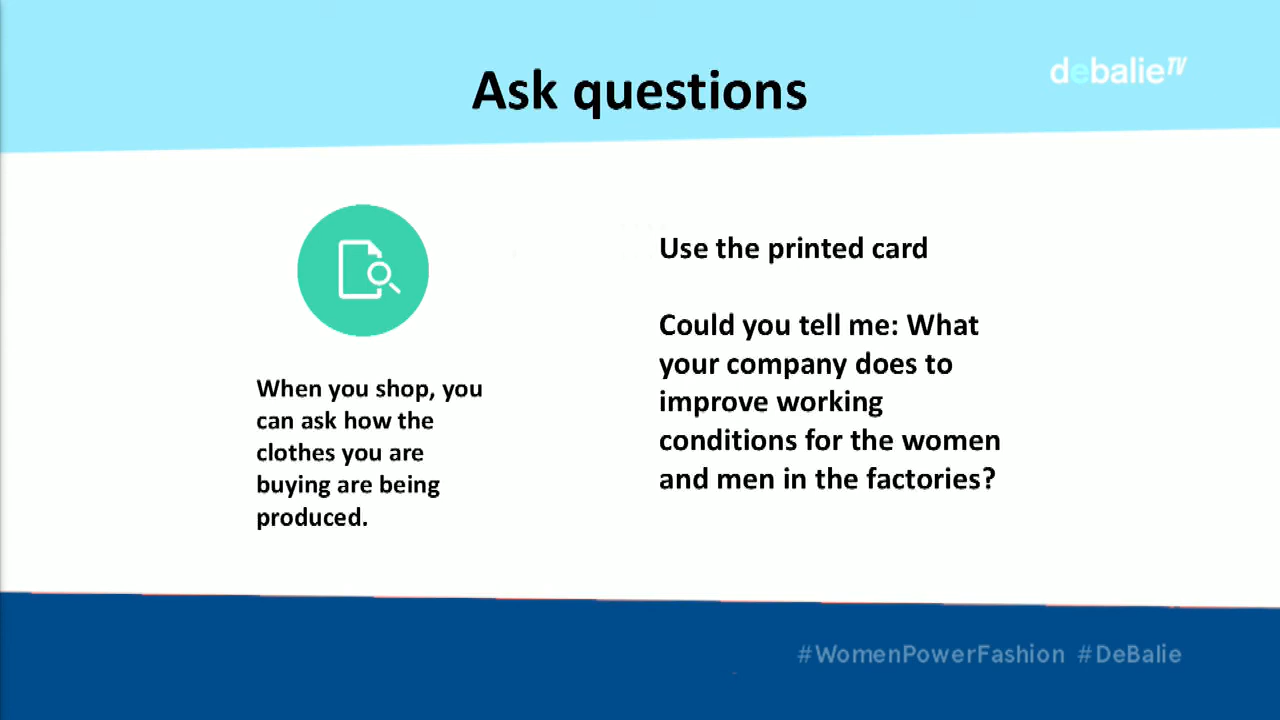 Ask questions
debalieTV
When you shop, you
can ask how the
clothes you are
buying are being
produced.
Use the printed card
Could you tell me: What
your company does to
improve working
conditions for the women
and men in the factories?
#WomenPowerFashion #DeBalie